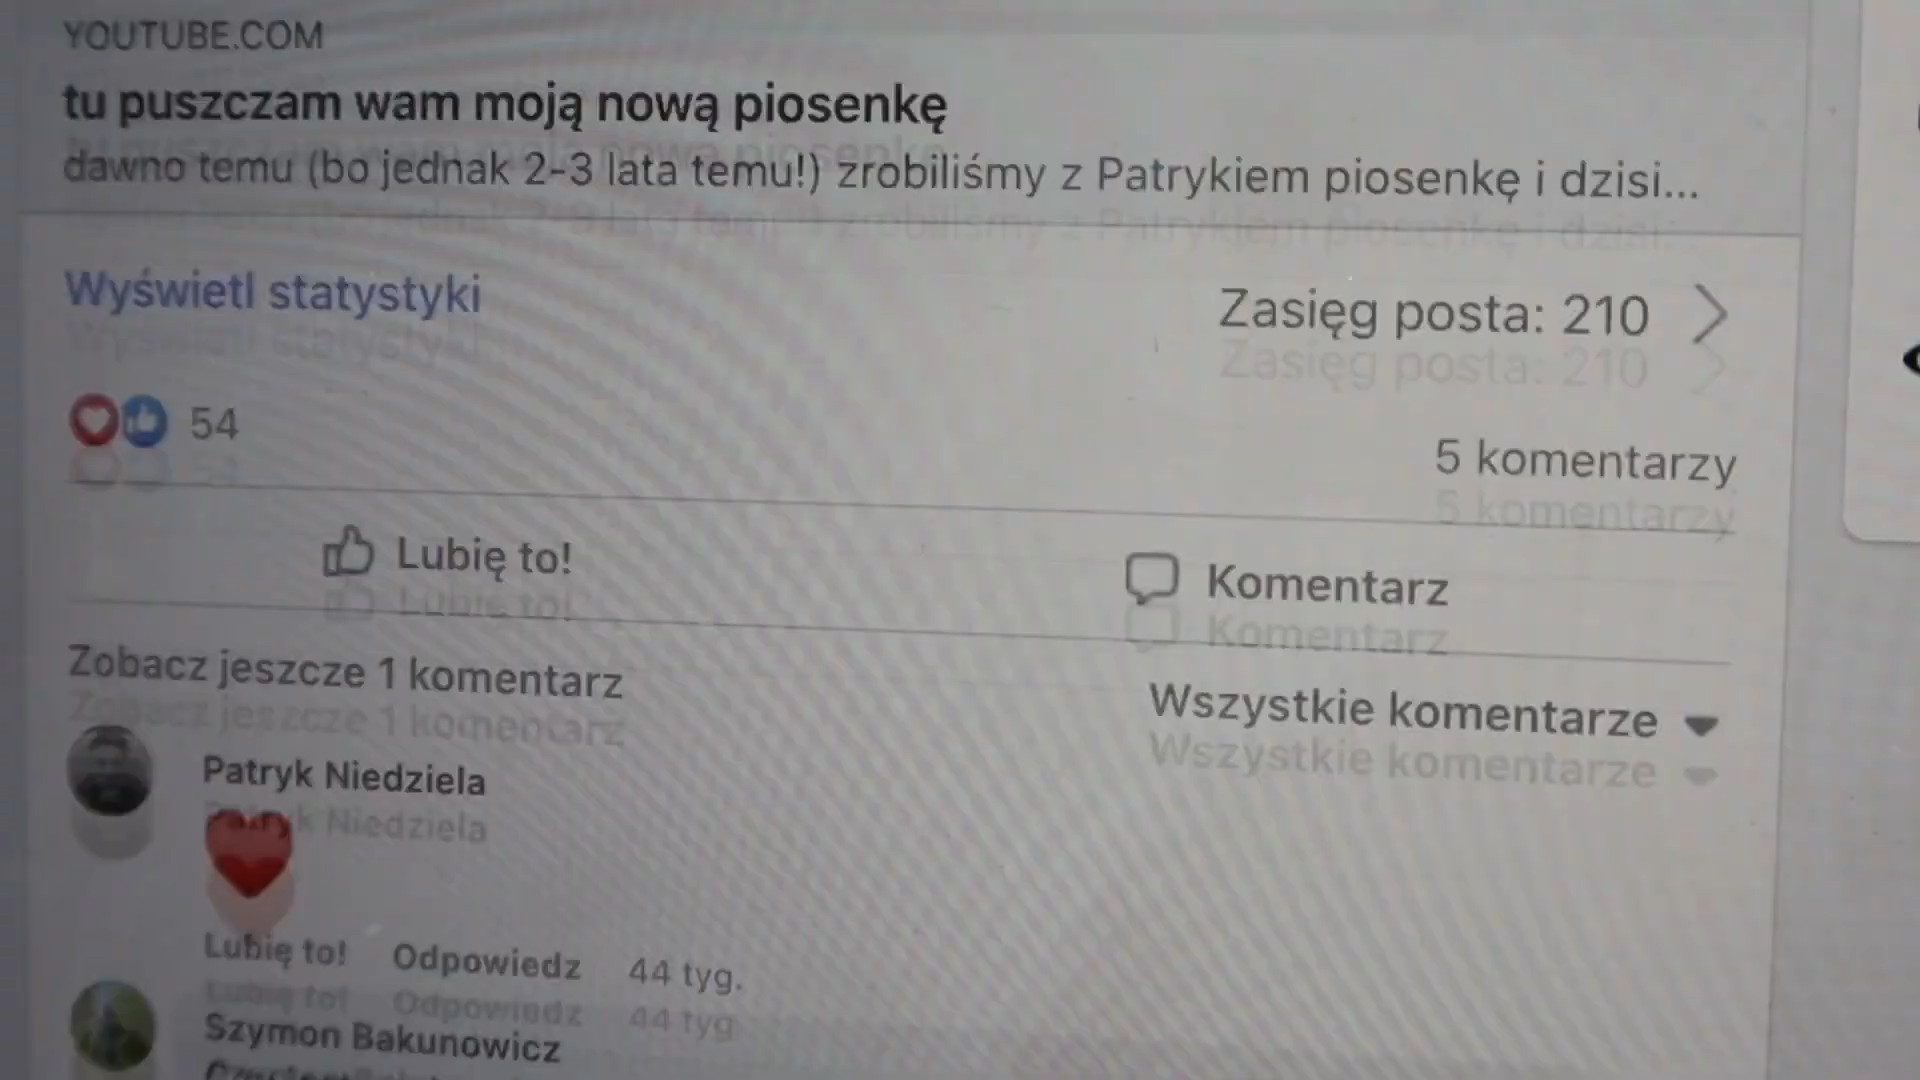 YOUTUBE.COM
tu puszczam wam moją nową piosenkę
dawno temu (bo jednak 2-3 lata temu!) zrobiliśmy z Patrykiem piosenkę i dzisi...
Wyświetl statystyki
Zasięg posta: 210
54
5 komentarzy
Lubię to!
Komentarz
Zobacz jeszcze 1 komentarz
Wszystkie komentarze
Patryk Niedziela
Lubię to! Odpowiedz 44 tyg.
Szymon Bakunowicz